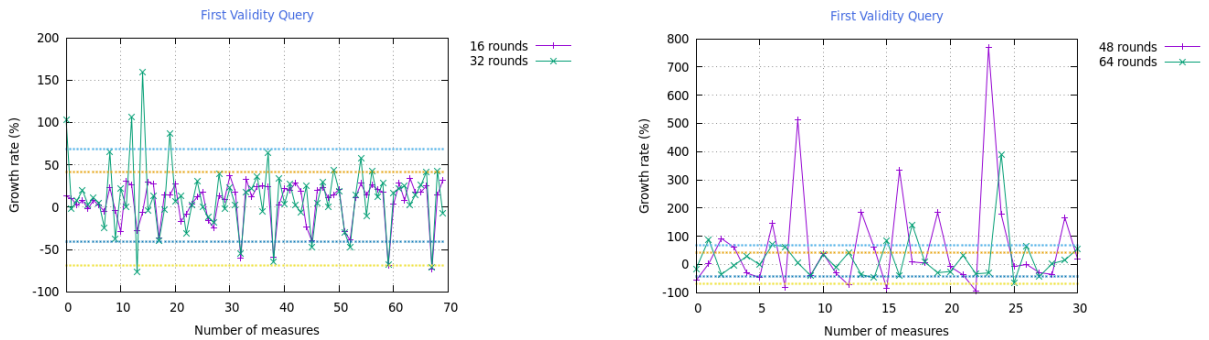 First Validity Query
200
150
100
50
0
-50
-100
0 10 20 30 40 50 60 70
Growth rate (%)
Number of measures
16 rounds
32 rounds
First Validity Query
800
700
600
500
400
300
200
100
0
-100
0 5 10 15 20 25 30
Growth rate (%)
Number of measures
48 rounds
64 rounds